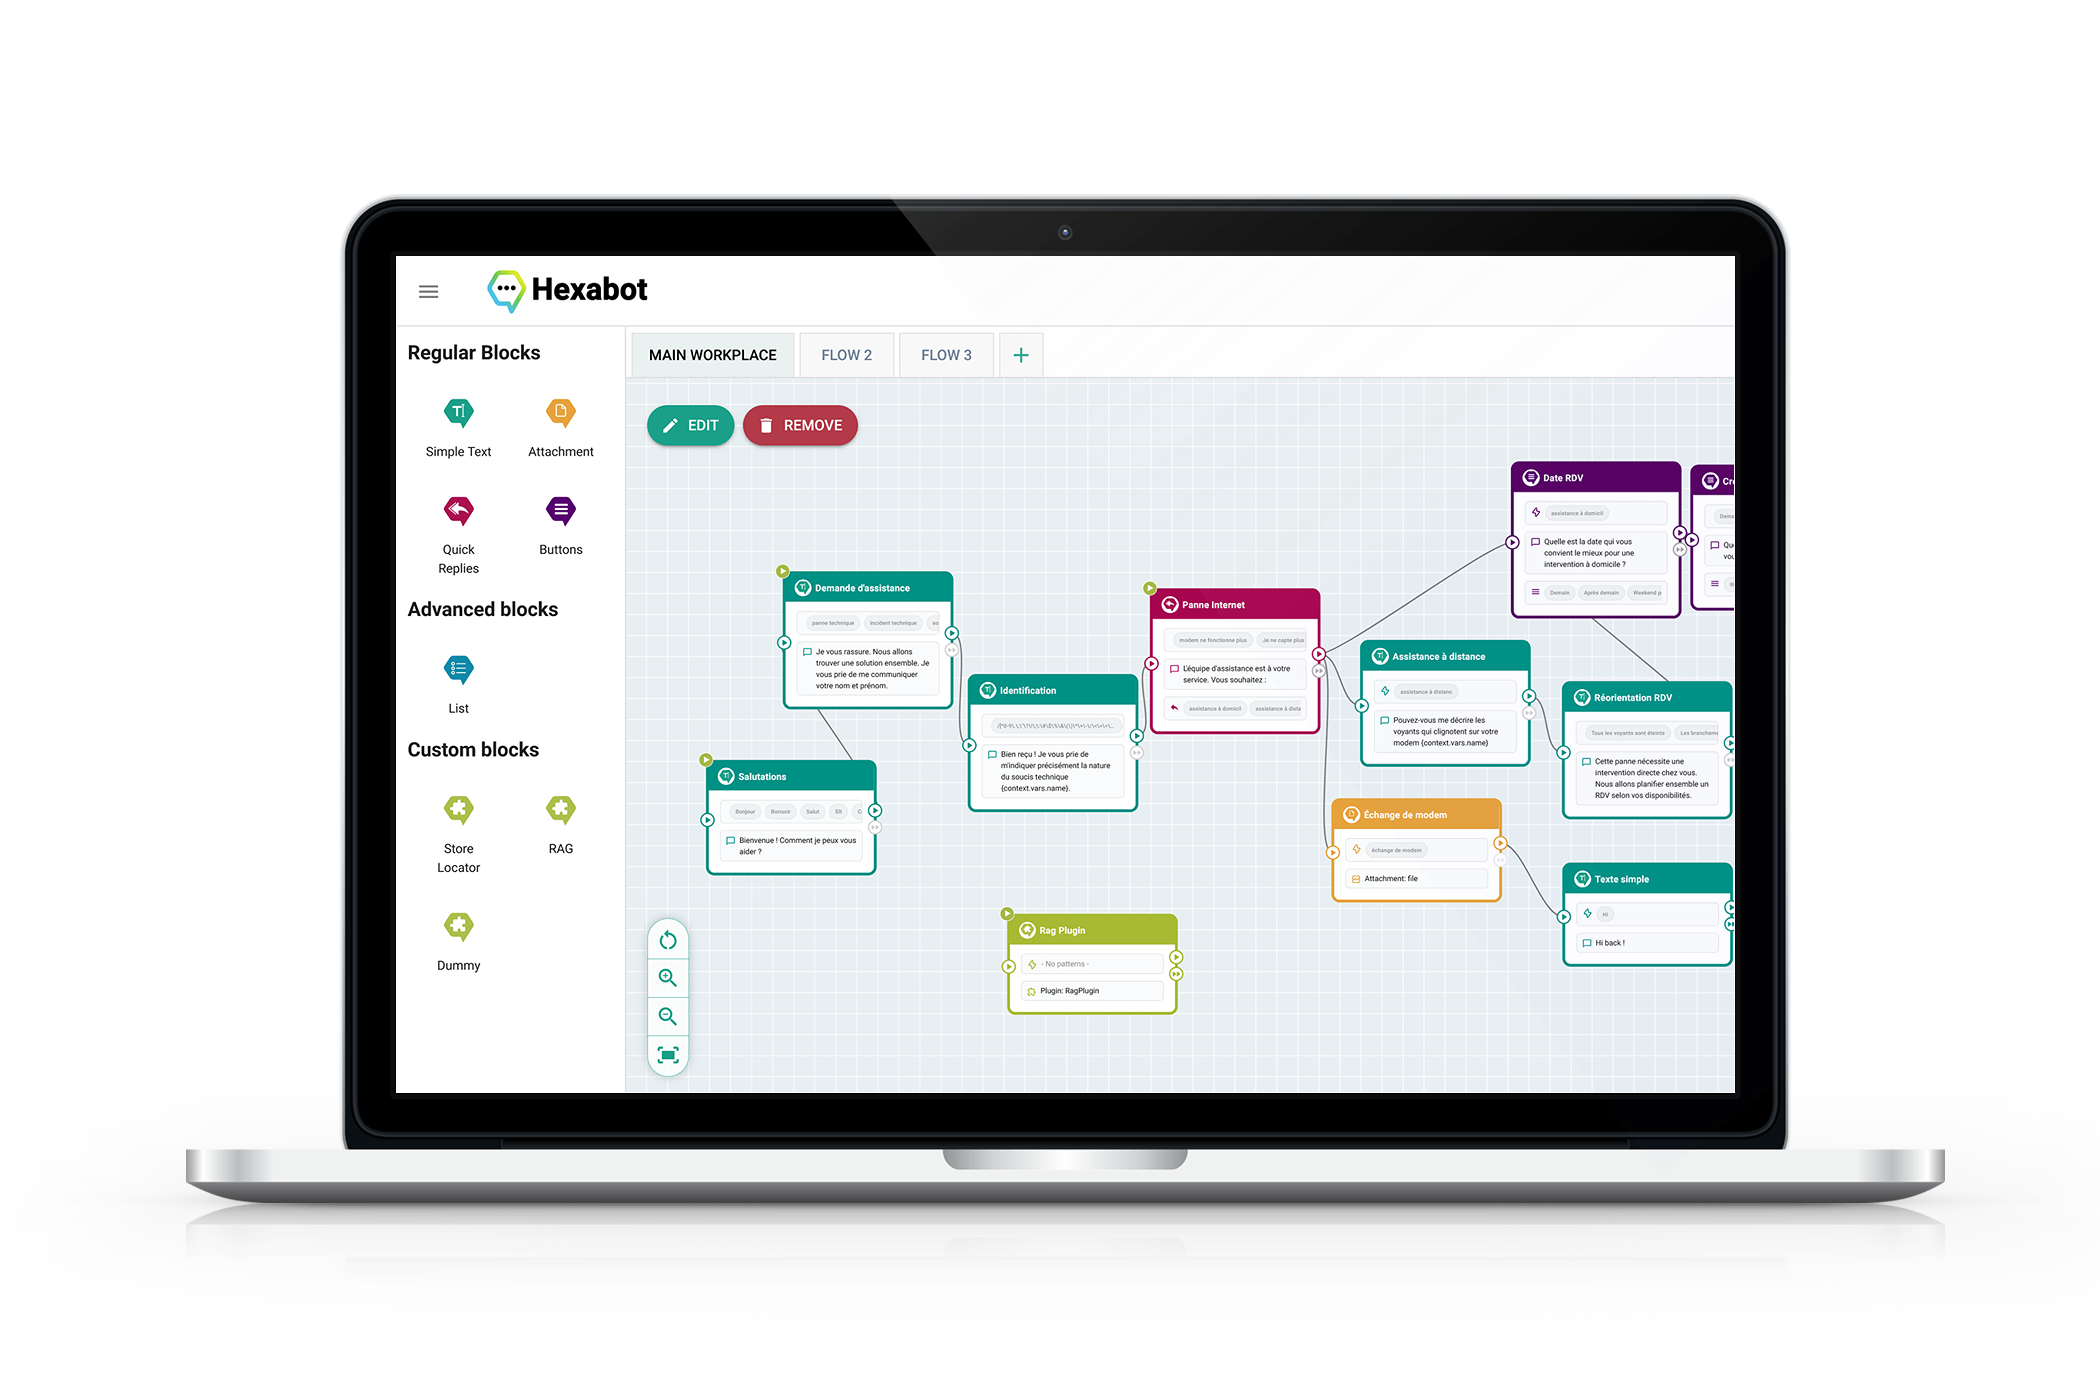 Hexabot
Regular Blocks
Simple Text
Attachment
Quick
Replies
Buttons
Advanced blocks
List
Custom blocks
Store
Locator
RAG
Dummy
MAIN WORKPLACE
FLOW 2
FLOW 3
EDIT
REMOVE
Demande d'assistance
panne technique
incident technique
so
Je vous rassure. Nous allons
trouver une solution ensemble. Je
vous prie de me communiquer
votre nom et prénom.
Salutations
Bonjour
Bonsoir
Salut
Slt
C
Bienvenue ! Comment je peux vous
aider ?
Identification
Bien reçu ! Je vous prie de
m'indiquer précisément la nature
du soucis technique
{context.vars.name}.
Panne Internet
modem ne fonctionne plus
Je ne capte plus
L'équipe d'assistance est à votre
service. Vous souhaitez :
assistance à domicil
assistance à dista
Rag Plugin
- No patterns -
Plugin: RagPlugin
Date RDV
assistance à domicil
Quelle est la date qui vous
convient le mieux pour une
intervention à domicile ?
Demain
Après demain
Weekend p
Cr
Dema
Qu
vou
Assistance à distance
assistance à distanc
Pouvez-vous me décrire les
voyants qui clignotent sur votre
modem {context.vars.name}
Réorientation RDV
Tous les voyants sont éteints
Les brancheme
Cette panne nécessite une
intervention directe chez vous.
Nous allons planifier ensemble un
RDV selon vos disponibilités.
Échange de modem
échange de modem
Attachment: file
Texte simple
Hi
Hi back !